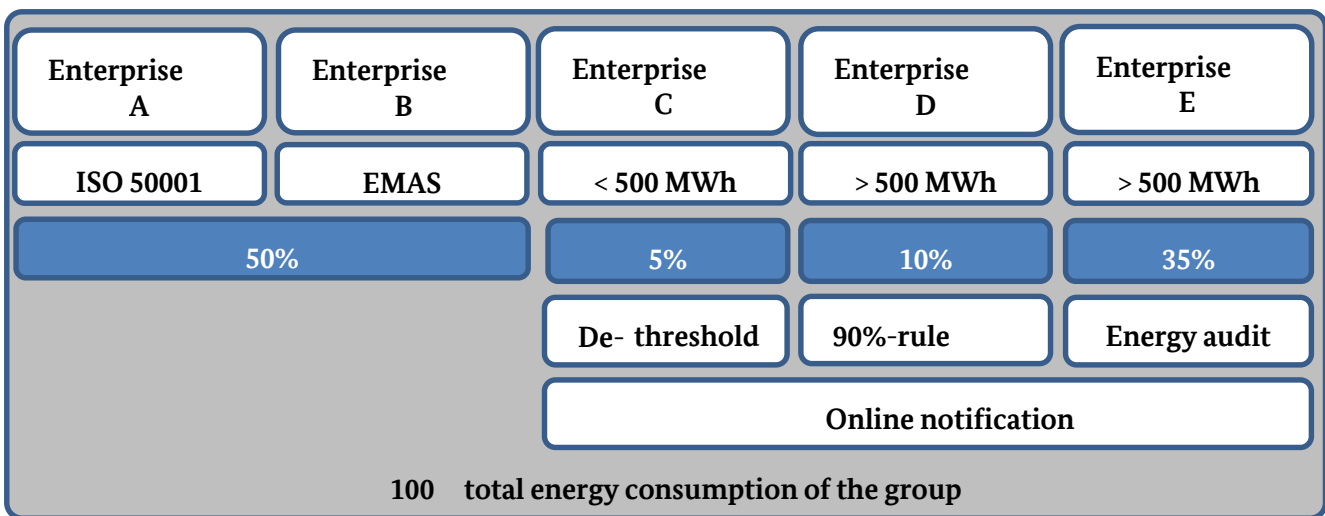 Enterprise
A
Enterprise
B
Enterprise
C
Enterprise
D
Enterprise
E
ISO 50001
EMAS
< 500 MWh
> 500 MWh
> 500 MWh
50%
5%
10%
35%
De- threshold
90%-rule
Energy audit
Online notification
100 total energy consumption of the group